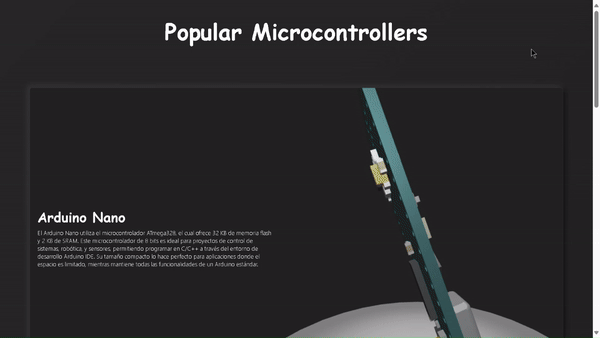 Popular Microcontrollers
Arduino Nano
El Arduino Nano utiliza el microcontrolador ATmega328, el cual ofrece 32 KB de memoria flash
y 2 KB de SRAM. Este microcontrolador de 8 bits es ideal para proyectos de control de
sistemas, robótica, y sensores, permitiendo programar en C/C++ a través del entorno de
desarrollo Arduino IDE. Su tamaño compacto lo hace perfecto para aplicaciones donde el
espacio es limitado, mientras mantiene todas las funcionalidades de un Arduino estándar.